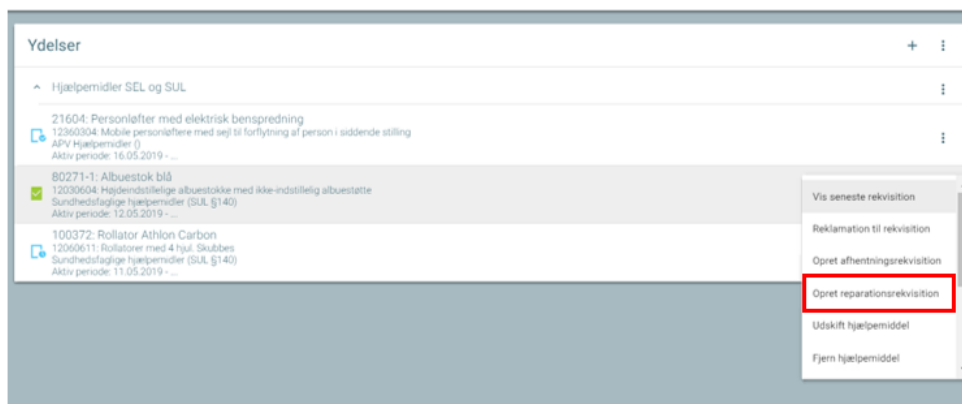 Ydelser
Hjælpemidler SEL og SUL
21604: Personløfter med elektrisk benspredning
12360304: Mobile personløftere med sejl til forflytning af person i siddende stilling
APV Hjælpemidler ()
Aktiv periode: 16.05.2019 - ...
80271-1: Albuestok blå
12030604: Højdeindstillelige albuestokke med ikke-indstillelig albuestøtte
Sundhedsfaglige hjælpemidler (SUL §140)
Aktiv periode: 12.05.2019 - ...
100372: Rollator Athlon Carbon
12060611: Rollatorer med 4 hjul. Skubbes
Sundhedsfaglige hjælpemidler (SUL §140)
Aktiv periode: 11.05.2019 - ...
Vis seneste rekvisition
Reklamation til rekvisition
Opret afhentningsrekvisition
Opret reparationsrekvisition
Udskift hjælpemiddel
Fjern hjælpemiddel